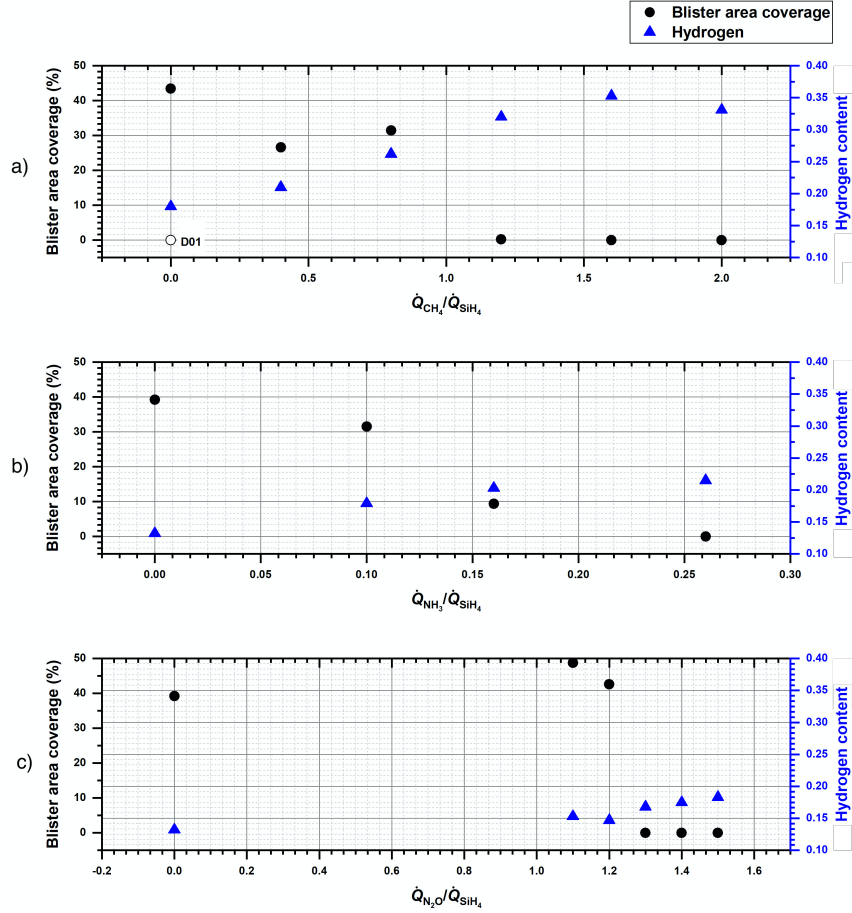 Blister area coverage
Hydrogen
a)
Blister area coverage (%)
50
40
30
20
10
0
D01
0.40
0.35
0.30
0.25
0.20
0.15
0.10
Hydrogen content
0.0 0.5 1.0 1.5 2.0
Q̇CH₄/Q̇SiH₄
b)
Blister area coverage (%)
50
40
30
20
10
0
0.40
0.35
0.30
0.25
0.20
0.15
0.10
Hydrogen content
0.00 0.05 0.10 0.15 0.20 0.25 0.30
Q̇NH₃/Q̇SiH₄
c)
Blister area coverage (%)
50
40
30
20
10
0
0.40
0.35
0.30
0.25
0.20
0.15
0.10
Hydrogen content
-0.2 0.0 0.2 0.4 0.6 0.8 1.0 1.2 1.4 1.6
Q̇N₂O/Q̇SiH₄